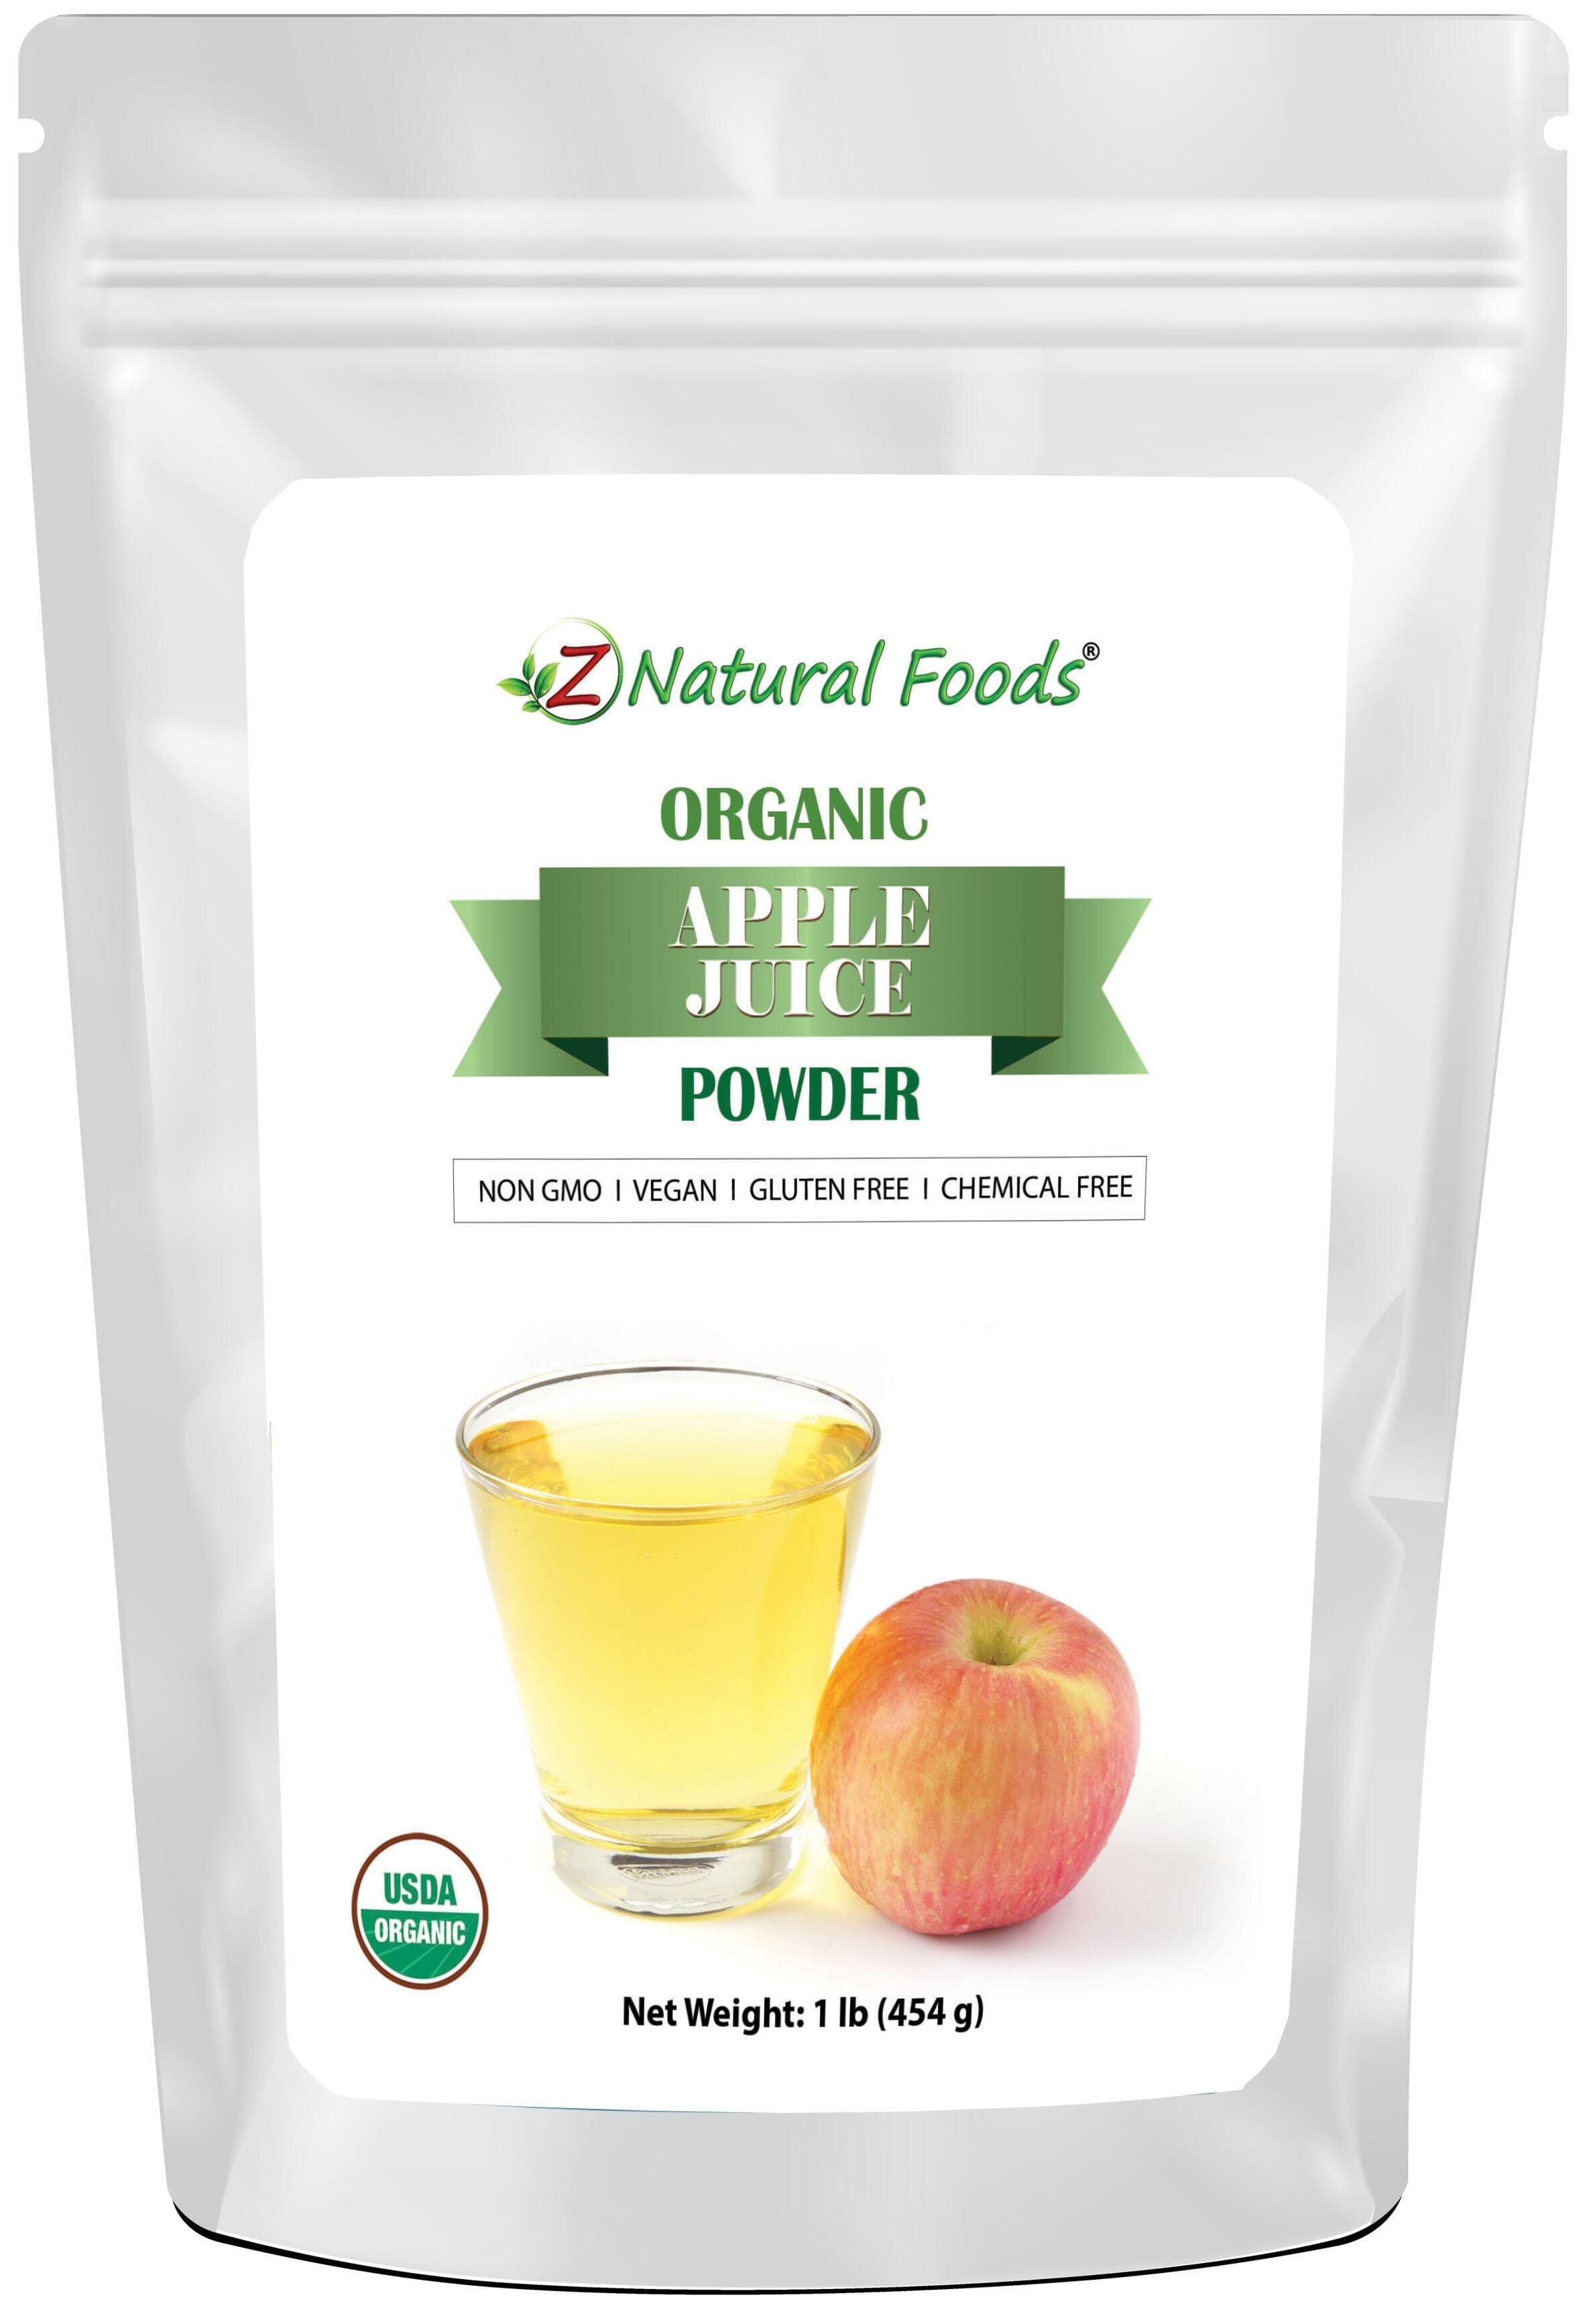 Z Natural Foods®
ORGANIC
APPLE
JUICE
POWDER
NON GMO I VEGAN I GLUTEN FREE I CHEMICAL FREE
USDA
ORGANIC
Net Weight: 1 lb (454 g)